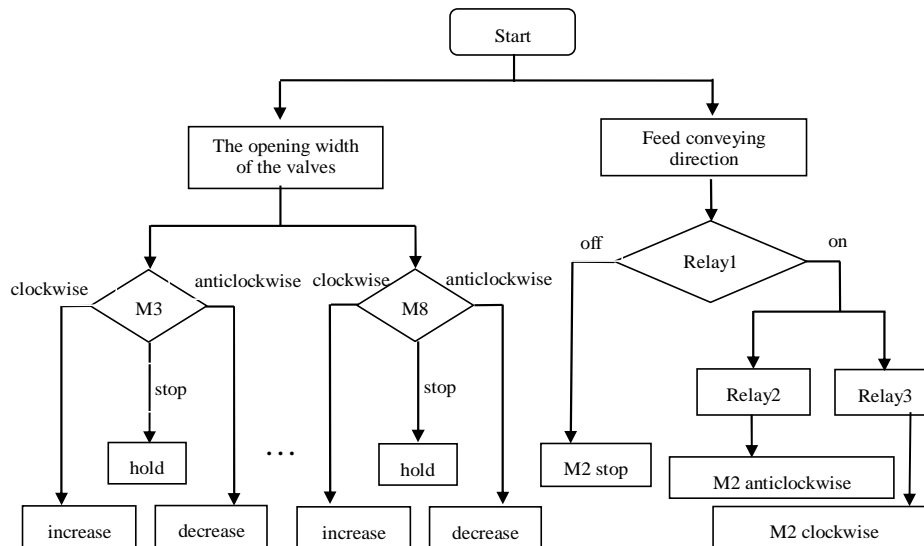 Start
The opening width
of the valves
Feed conveying
direction
off
on
Relay1
clockwise
anticlockwise
clockwise
anticlockwise
M3
M8
stop
stop
Relay2
Relay3
hold
...
hold
M2 stop
M2 anticlockwise
increase
decrease
increase
decrease
M2 clockwise